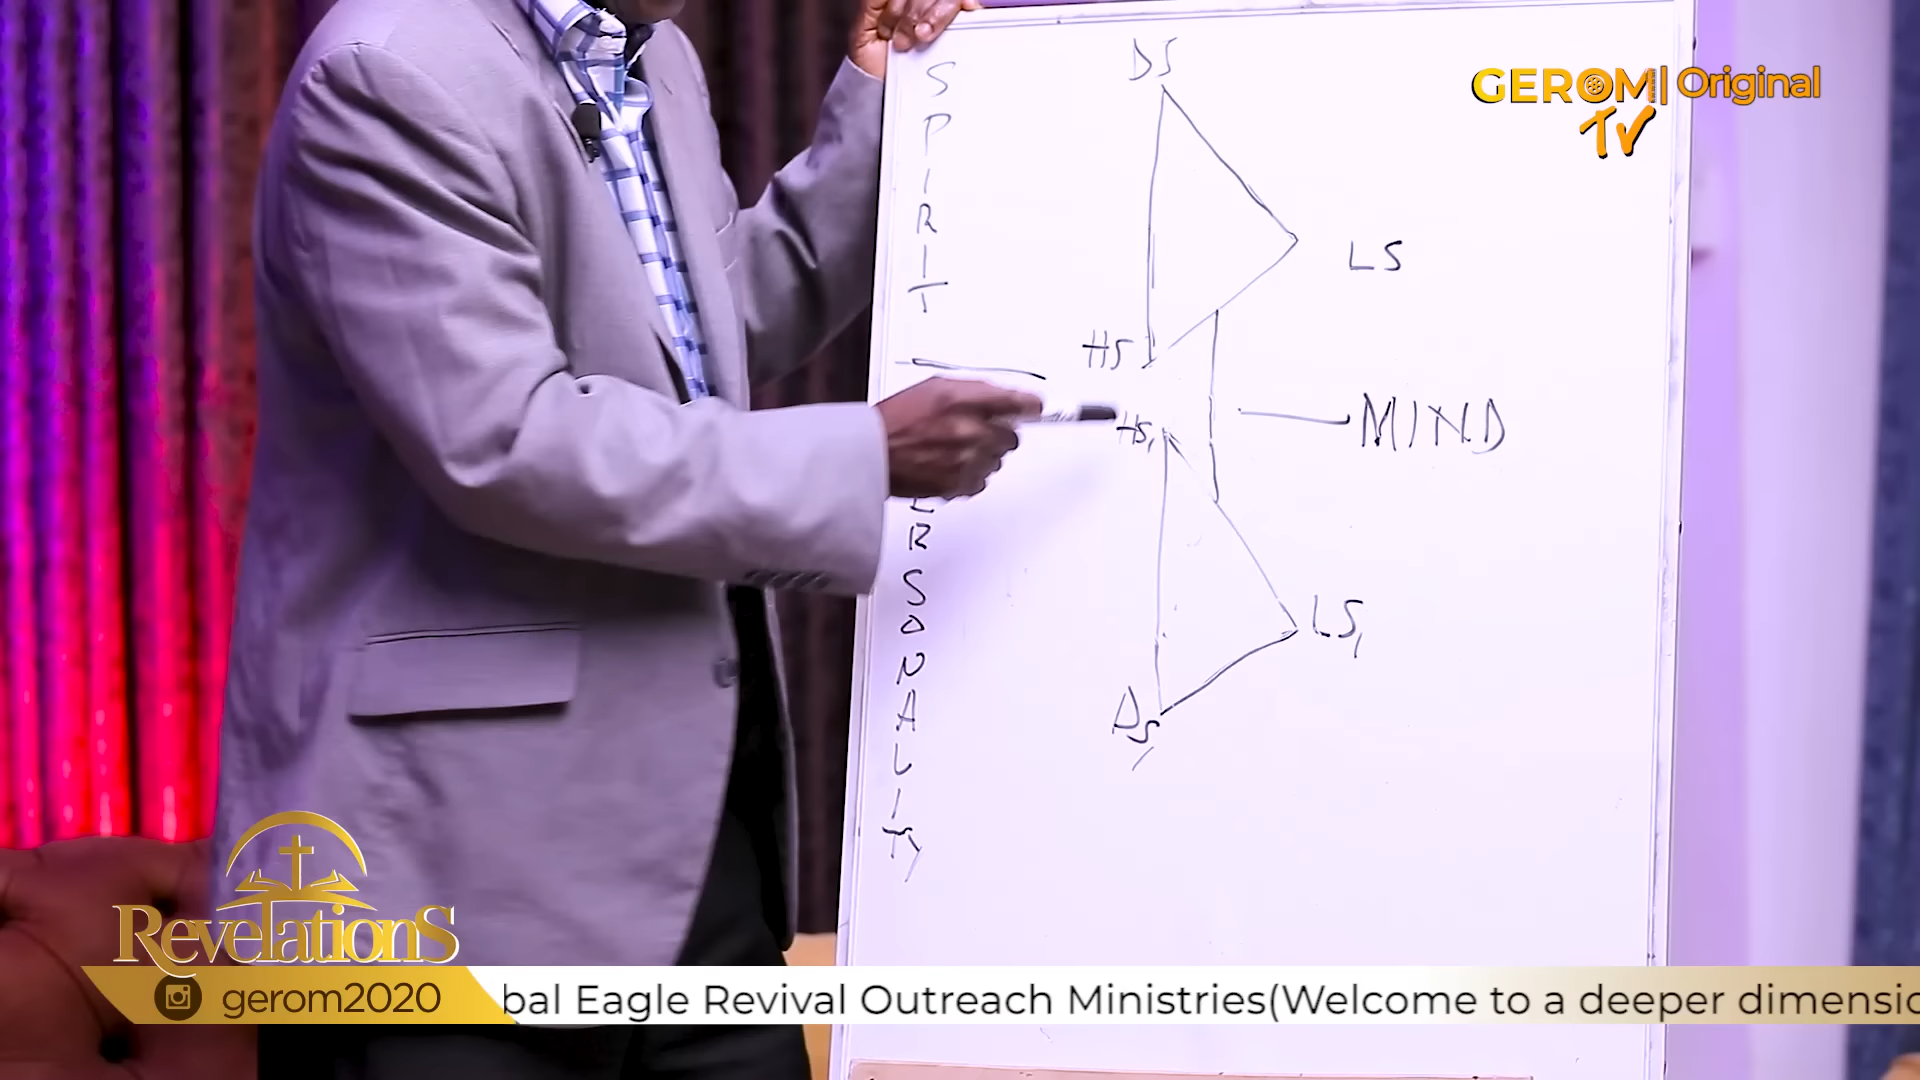 GEROM TV | Original
SPIRIT
DS
LS
HS
MIND
HS1
ERSONALITY
LS1
DS1
Revelations
gerom2020
bal Eagle Revival Outreach Ministries(Welcome to a deeper dimensio